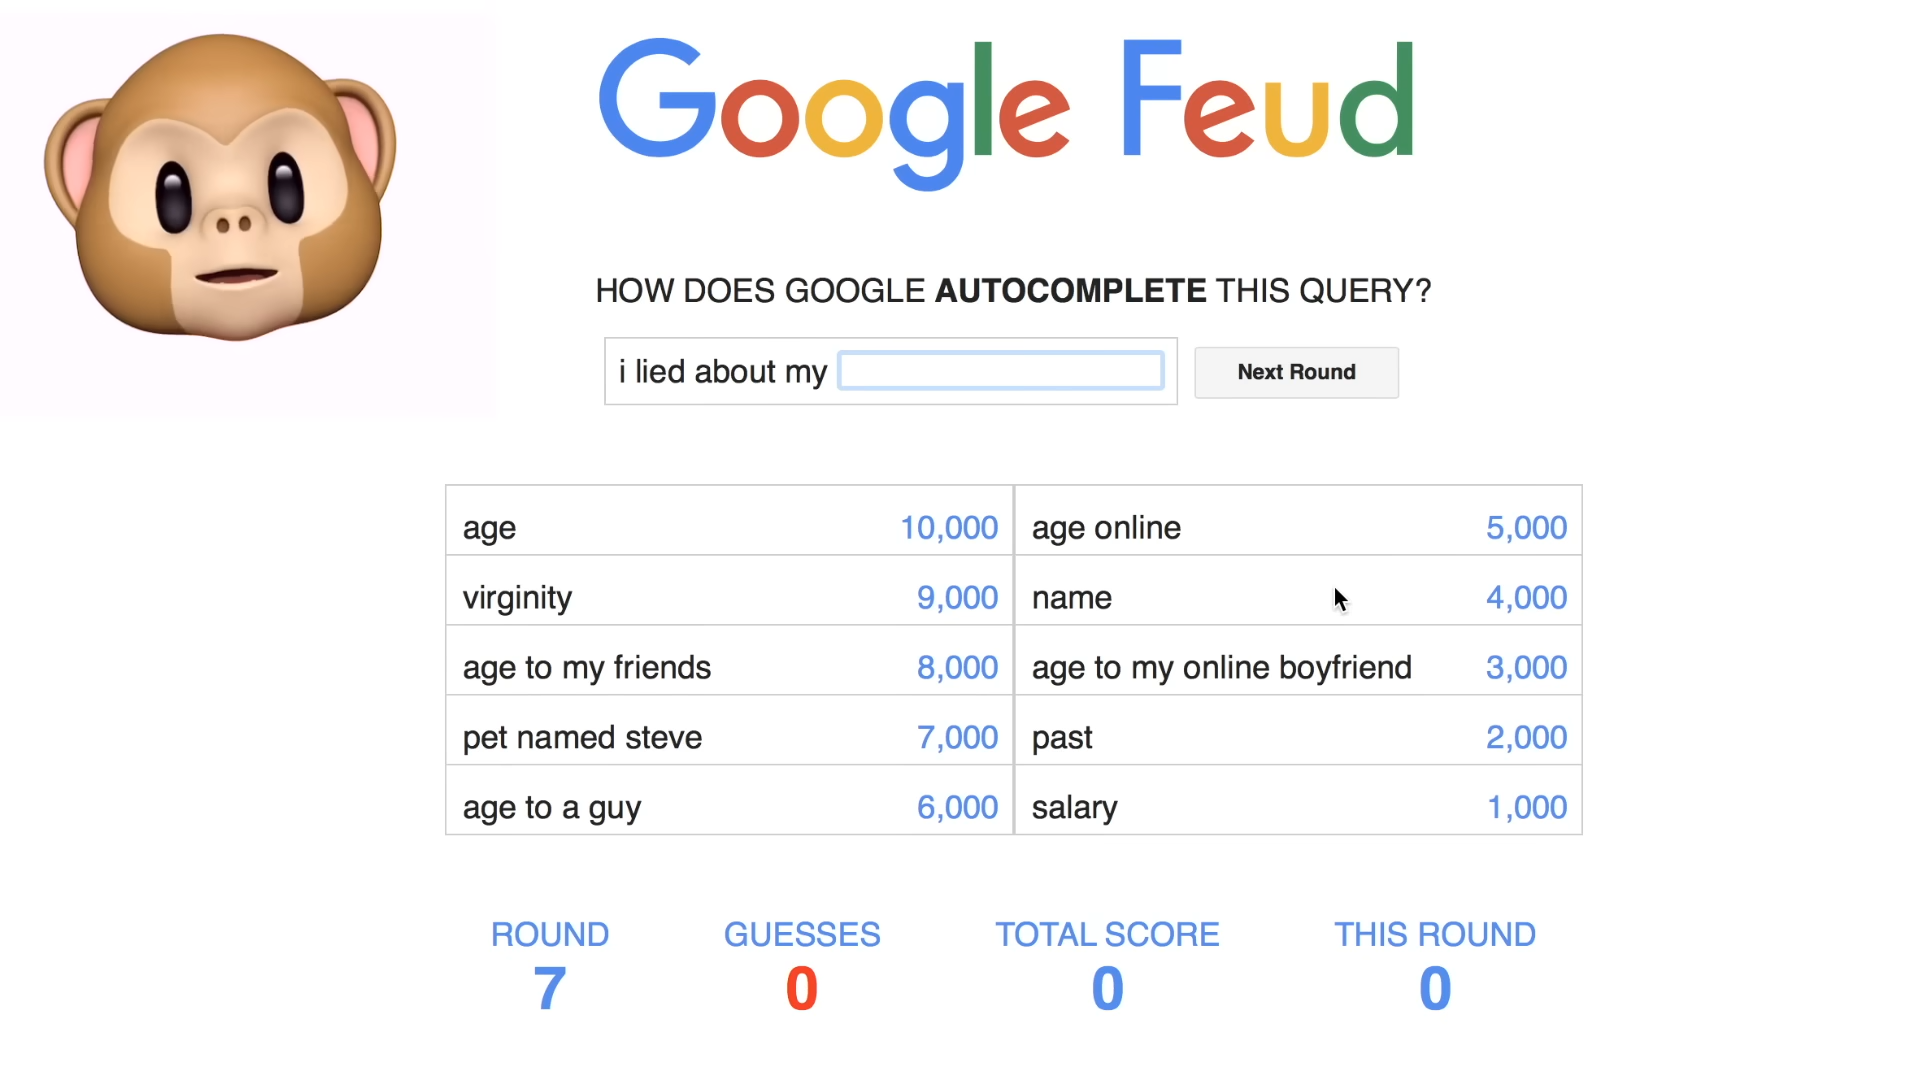 Google Feud
HOW DOES GOOGLE AUTOCOMPLETE THIS QUERY?
i lied about my
Next Round
age 10,000
virginity 9,000
age to my friends 8,000
pet named steve 7,000
age to a guy 6,000
age online 5,000
name 4,000
age to my online boyfriend 3,000
past 2,000
salary 1,000
ROUND
7
GUESSES
0
TOTAL SCORE
0
THIS ROUND
0